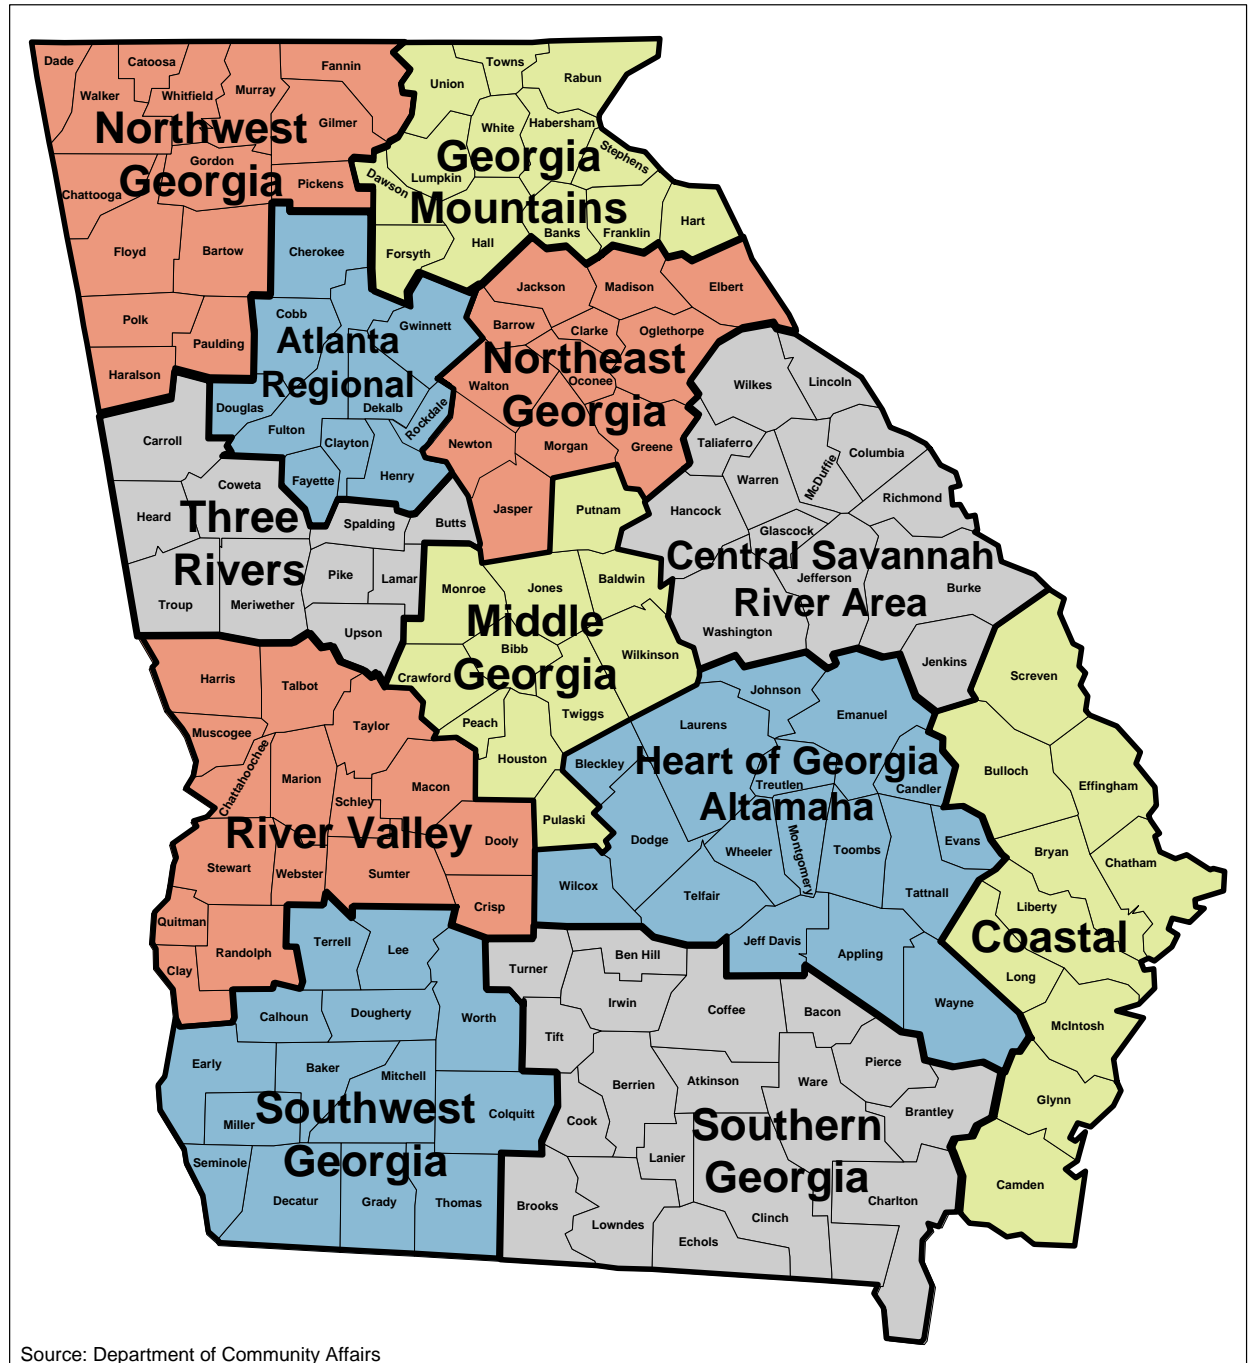 Dade
Catoosa
Fannin
Walker
Whitfield
Murray
Gilmer
Northwest
Georgia
Gordon
Chattooga
Pickens
Floyd
Bartow
Polk
Paulding
Haralson
Towns
Union
Rabun
White
Habersham
Stephens
Georgia
Mountains
Dawson
Lumpkin
Hart
Banks
Franklin
Forsyth
Hall
Cherokee
Cobb
Gwinnett
Atlanta
Regional
Douglas
Dekalb
Rockdale
Fulton
Clayton
Fayette
Henry
Jackson
Madison
Elbert
Barrow
Clarke
Oglethorpe
Northeast
Georgia
Walton
Oconee
Newton
Morgan
Greene
Jasper
Carroll
Coweta
Heard
Three
Rivers
Spalding
Butts
Pike
Lamar
Troup
Meriwether
Upson
Wilkes
Lincoln
Taliaferro
Columbia
Warren
McDuffie
Richmond
Hancock
Glascock
Central Savannah
River Area
Jefferson
Burke
Washington
Jenkins
Putnam
Monroe
Jones
Baldwin
Middle
Georgia
Bibb
Wilkinson
Crawford
Peach
Twiggs
Houston
Pulaski
Harris
Talbot
Taylor
Muscogee
Chattahoochee
Marion
Macon
Schley
River Valley
Dooly
Stewart
Webster
Sumter
Crisp
Quitman
Randolph
Clay
Johnson
Laurens
Emanuel
Bleckley
Heart of Georgia
Altamaha
Treutlen
Candler
Dodge
Wheeler
Montgomery
Toombs
Evans
Wilcox
Telfair
Tattnall
Jeff Davis
Appling
Wayne
Screven
Bulloch
Effingham
Bryan
Chatham
Liberty
Coastal
Long
McIntosh
Glynn
Camden
Terrell
Lee
Calhoun
Dougherty
Worth
Early
Baker
Mitchell
Southwest
Georgia
Miller
Colquitt
Seminole
Decatur
Grady
Thomas
Turner
Ben Hill
Irwin
Coffee
Bacon
Tift
Pierce
Berrien
Atkinson
Ware
Brantley
Cook
Southern
Georgia
Lanier
Charlton
Brooks
Lowndes
Clinch
Echols
Source: Department of Community Affairs